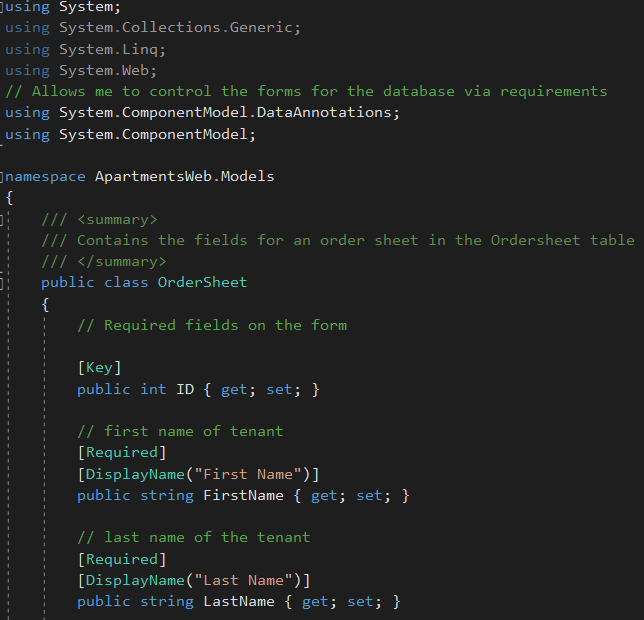 using System;
using System.Collections.Generic;
using System.Linq;
using System.Web;
// Allows me to control the forms for the database via requirements
using System.ComponentModel.DataAnnotations;
using System.ComponentModel;
namespace ApartmentsWeb.Models
{
/// <summary>
/// Contains the fields for an order sheet in the Ordersheet table
/// </summary>
public class OrderSheet
{
// Required fields on the form
[Key]
public int ID { get; set; }
// first name of tenant
[Required]
[DisplayName("First Name")]
public string FirstName { get; set; }
// last name of the tenant
[Required]
[DisplayName("Last Name")]
public string LastName { get; set; }